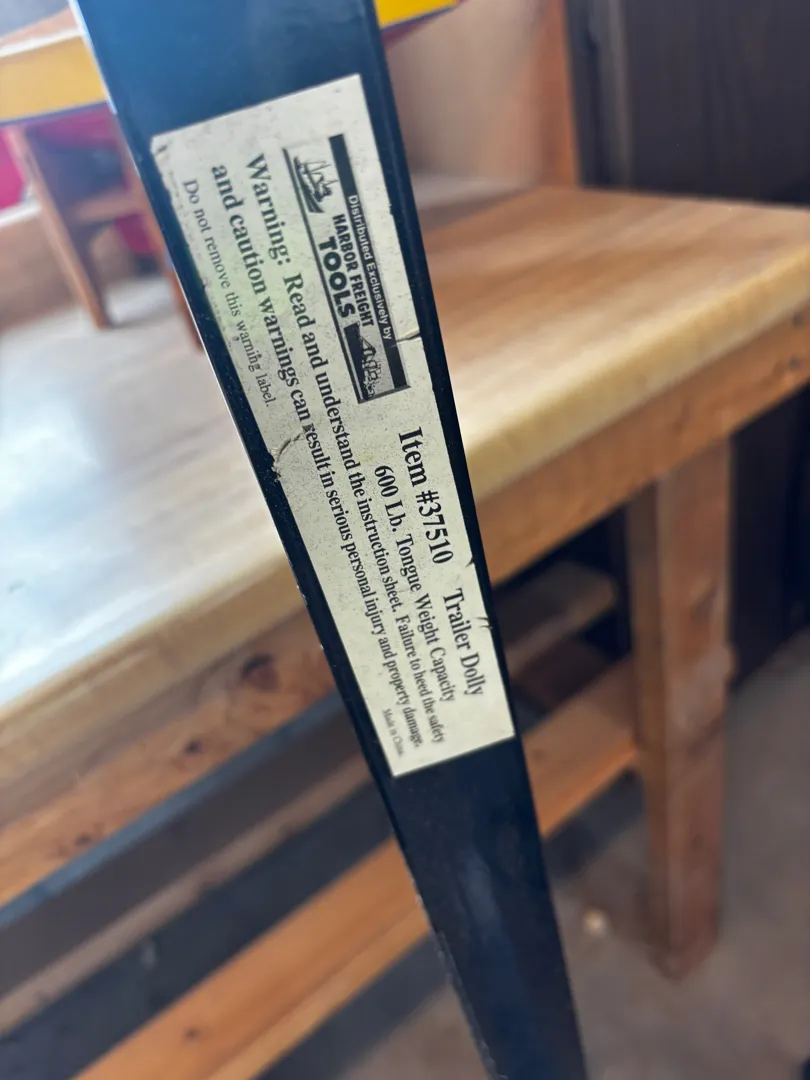 Distributed Exclusively by
HARBOR FREIGHT
TOOLS
Item #37510 Trailer Dolly
600 Lb. Tongue Weight Capacity
Warning: Read and understand the instruction sheet. Failure to heed the safety
and caution warnings can result in serious personal injury and property damage.
Do not remove this warning label.
Made in China.